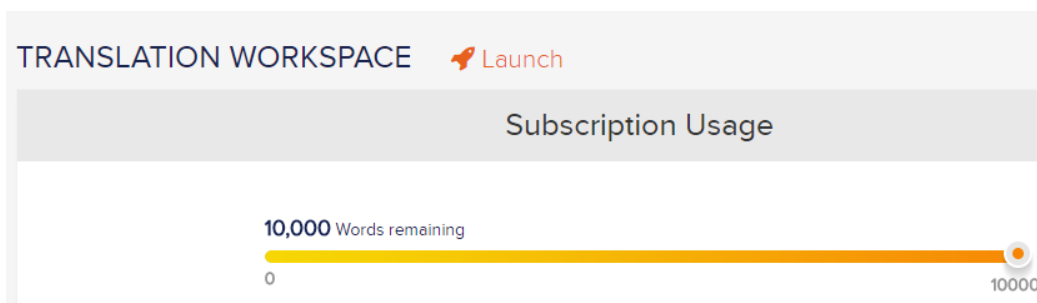 TRANSLATION WORKSPACE Launch
Subscription Usage
10,000 Words remaining
0 10000